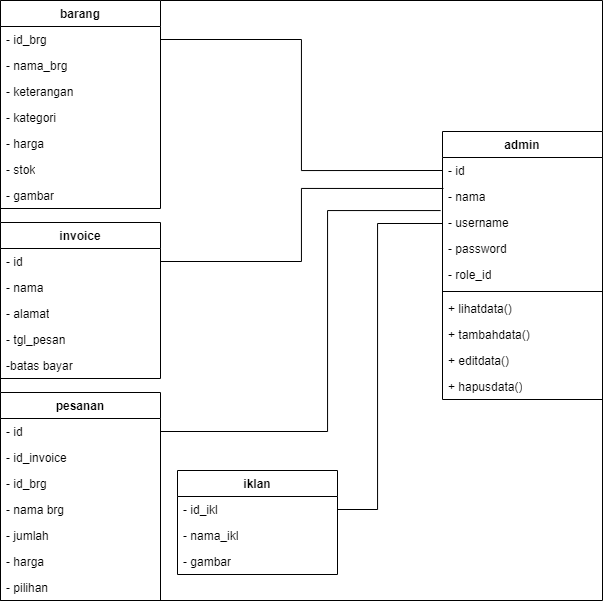 barang
- id_brg
- nama_brg
- keterangan
- kategori
- harga
- stok
- gambar
invoice
- id
- nama
- alamat
- tgl_pesan
-batas bayar
pesanan
- id
- id_invoice
- id_brg
- nama brg
- jumlah
- harga
- pilihan
iklan
- id_ikl
- nama_ikl
- gambar
admin
- id
- nama
- username
- password
- role_id
+ lihatdata()
+ tambahdata()
+ editdata()
+ hapusdata()